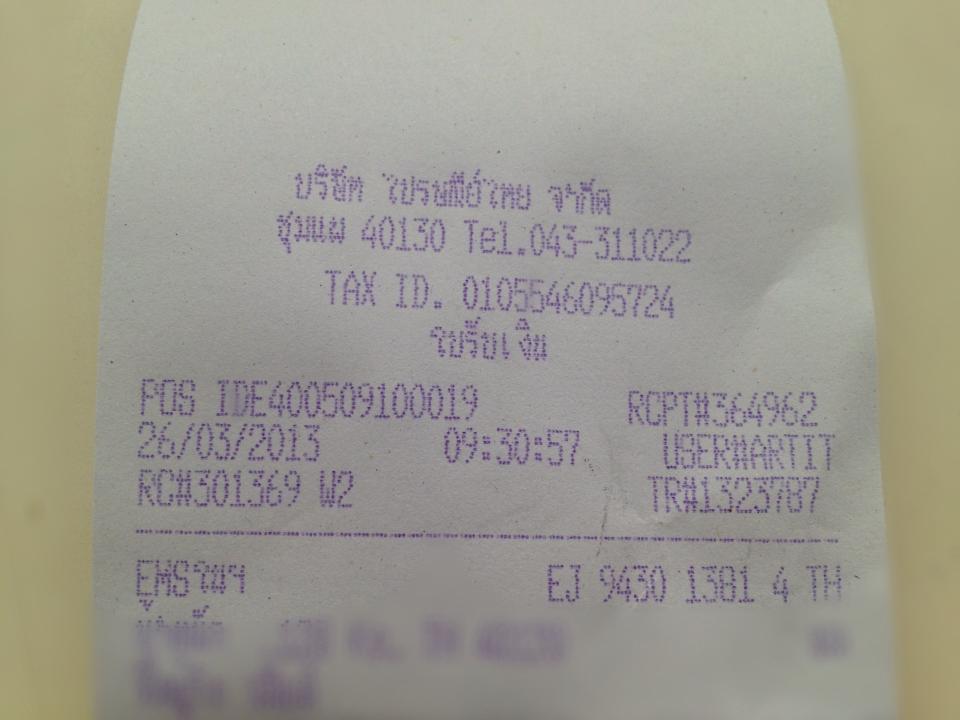 บริษัท ไปรษณีย์ไทย จำกัด
ชุมแพ 40130 Tel.043-311022
TAX ID. 0105546095724
ใบรับเงิน
POS IDE400509100019 RCPT#364962
26/03/2013 09:30:57 USER#ARTIT
RC#301369 W2 TR#1323787
EMSในฯ EJ 9430 1381 4 TH